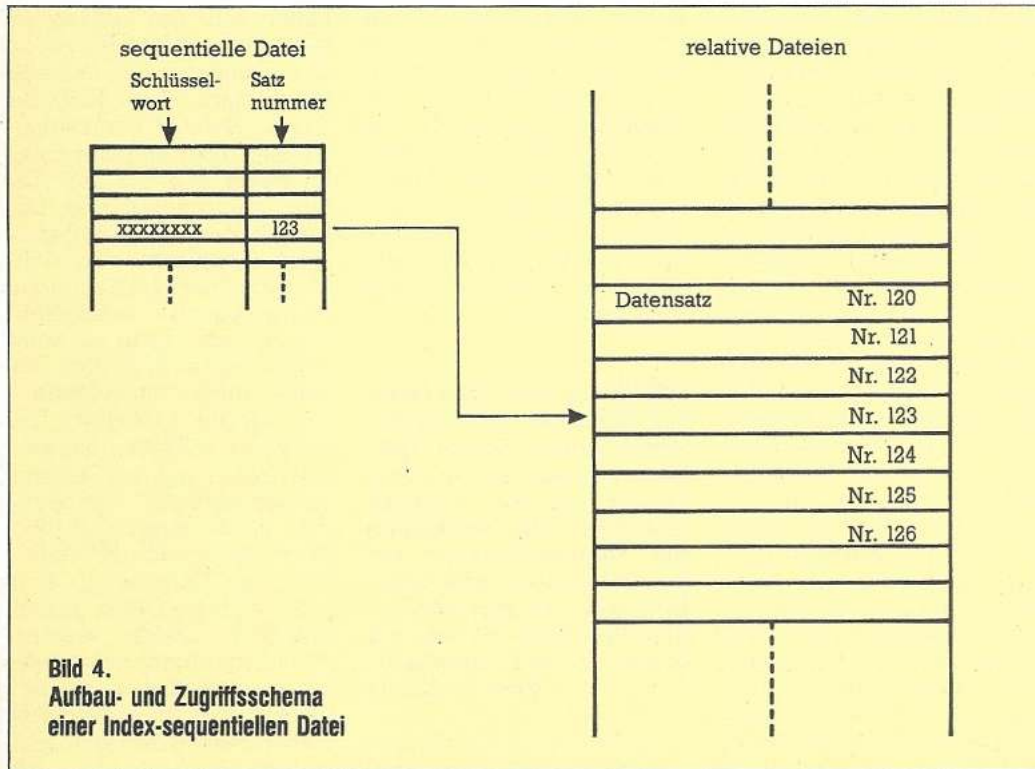 sequentielle Datei
Schlüssel-
wort
Satz
nummer
xxxxxxxx 123
relative Dateien
Datensatz Nr. 120
Nr. 121
Nr. 122
Nr. 123
Nr. 124
Nr. 125
Nr. 126
Bild 4.
Aufbau- und Zugriffsschema
einer Index-sequentiellen Datei